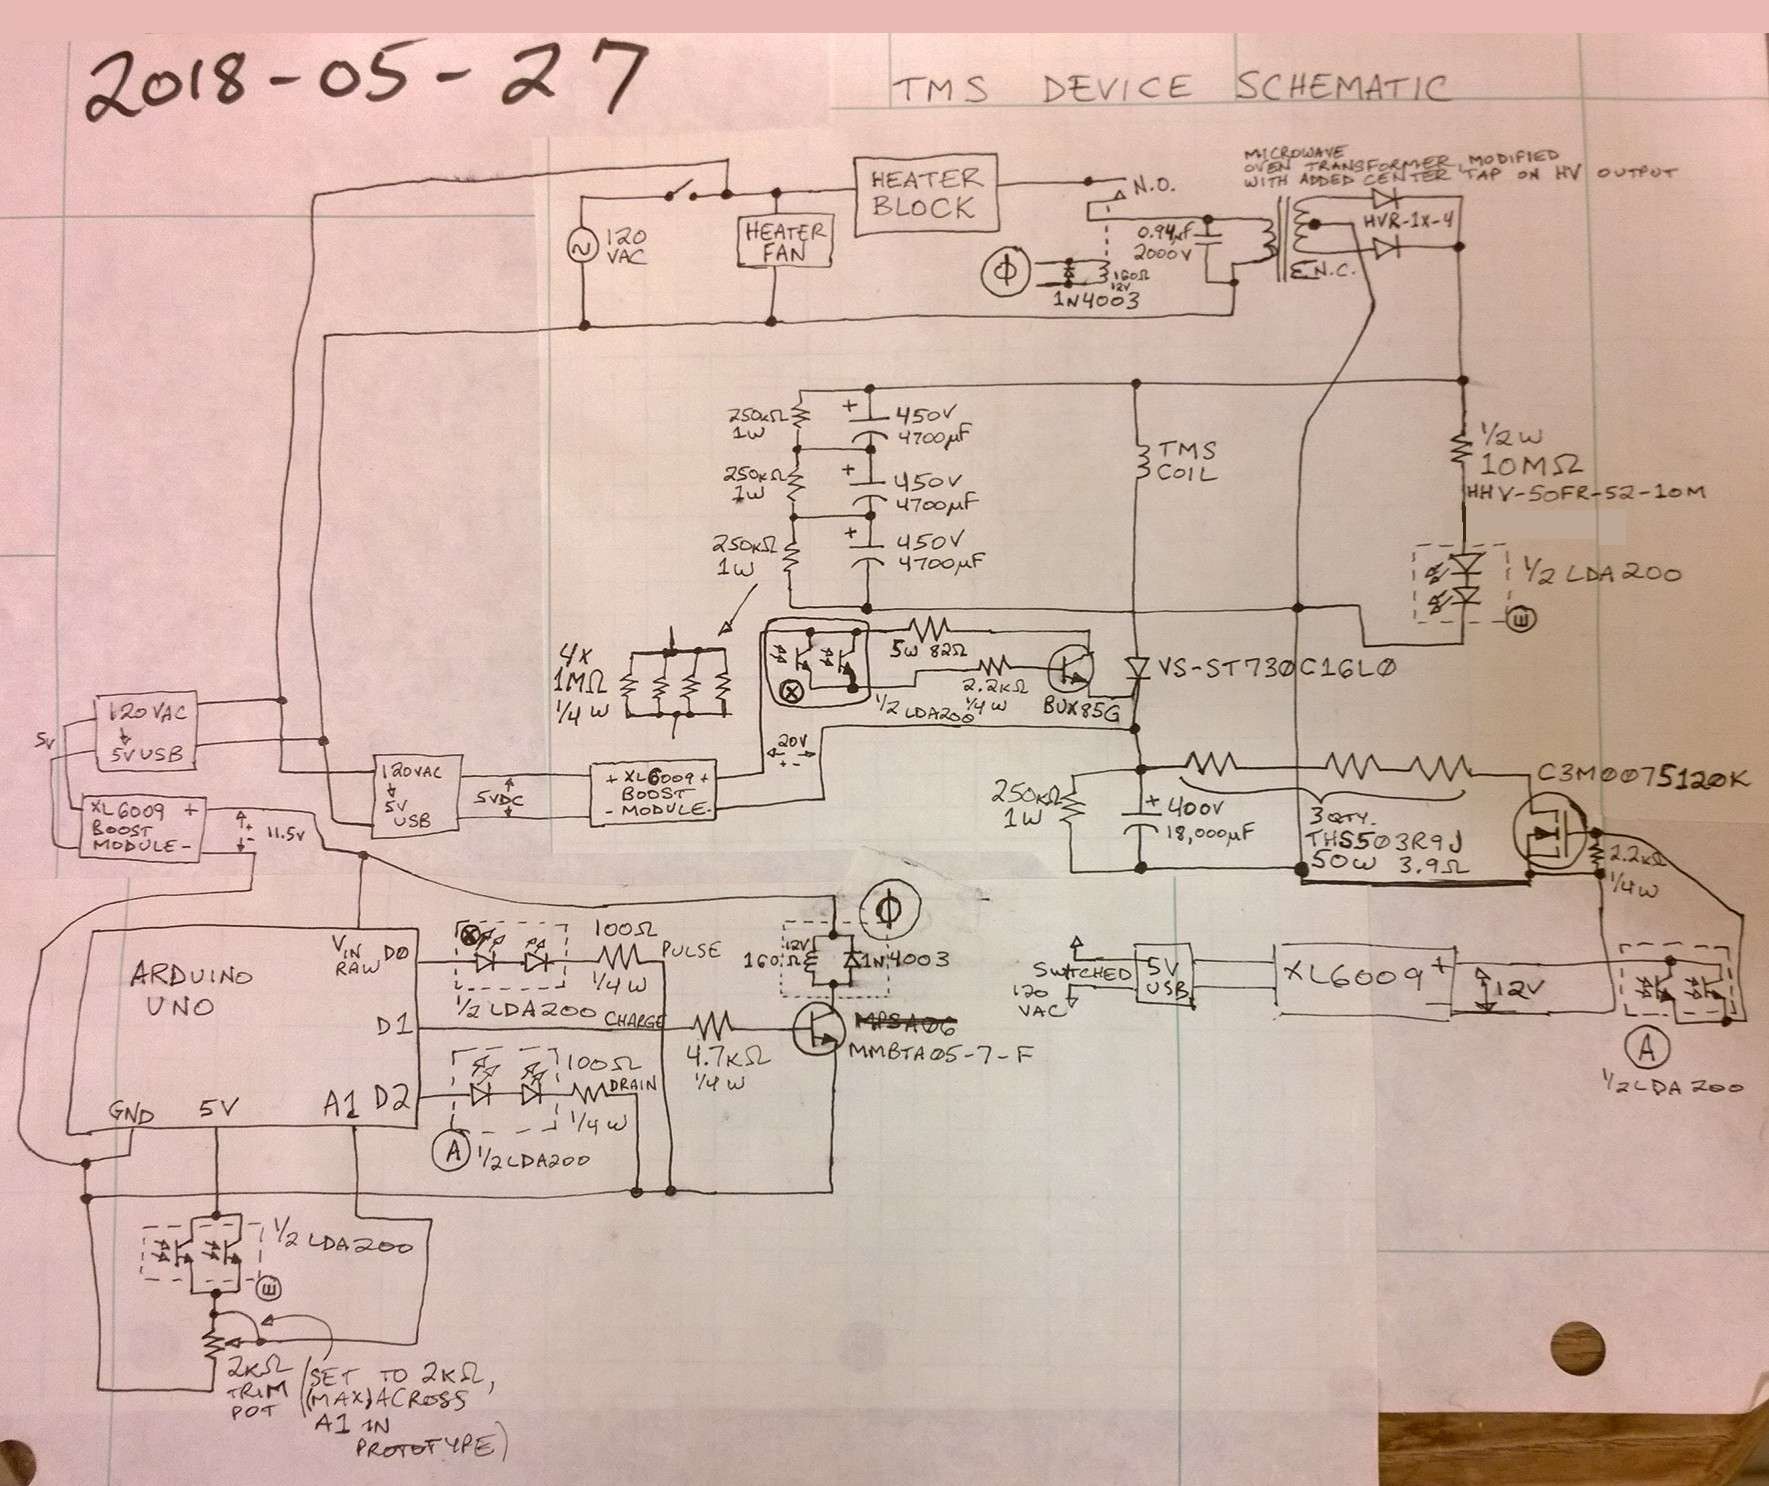 2018-05-27
TMS DEVICE SCHEMATIC
MICROWAVE
OVEN TRANSFORMER, MODIFIED
WITH ADDED CENTER TAP ON HV OUTPUT
HEATER
BLOCK
N.O.
120
VAC
HEATER
FAN
0.94µF
2000V
HVR-1X-4
N.C.
Φ
160Ω
12V
1N4003
250kΩ
1W
+
450V
4700µF
250kΩ
1W
+
450V
4700µF
250kΩ
1W
+
450V
4700µF
TMS
COIL
1/2W
10MΩ
HHV-50FR-52-10M
1/2 LDA200
E
4X
1MΩ
1/4 W
X
5W 82Ω
2.2kΩ
1/4W
1/2 LDA200
BUX85G
VS-ST730C16L0
120VAC
↓
5V USB
5V
120VAC
↓
5V
USB
5VDC
+ XL6009 +
BOOST
- MODULE -
20V
- +
XL6009 +
BOOST
MODULE -
+
-
11.5V
250kΩ
1W
+
400V
18,000µF
3 QTY.
THS503R9J
50W 3.9Ω
C3M0075120K
2.2kΩ
1/4W
ARDUINO
UNO
VIN
RAW
D0
D1
D2
A1
5V
GND
X
1/2 LDA200
100Ω
1/4 W
PULSE
CHARGE
4.7kΩ
1/4 W
Φ
12V
160Ω
1N4003
MPSA06
MMBTA05-7-F
100Ω
DRAIN
1/4 W
A
1/2 LDA200
SWITCHED
120
VAC
5V
USB
XL6009 +
-
12V
A
1/2 LDA200
1/2 LDA200
E
2kΩ
TRIM
POT
(SET TO 2kΩ,
(MAX) ACROSS
A1 IN
PROTOTYPE)